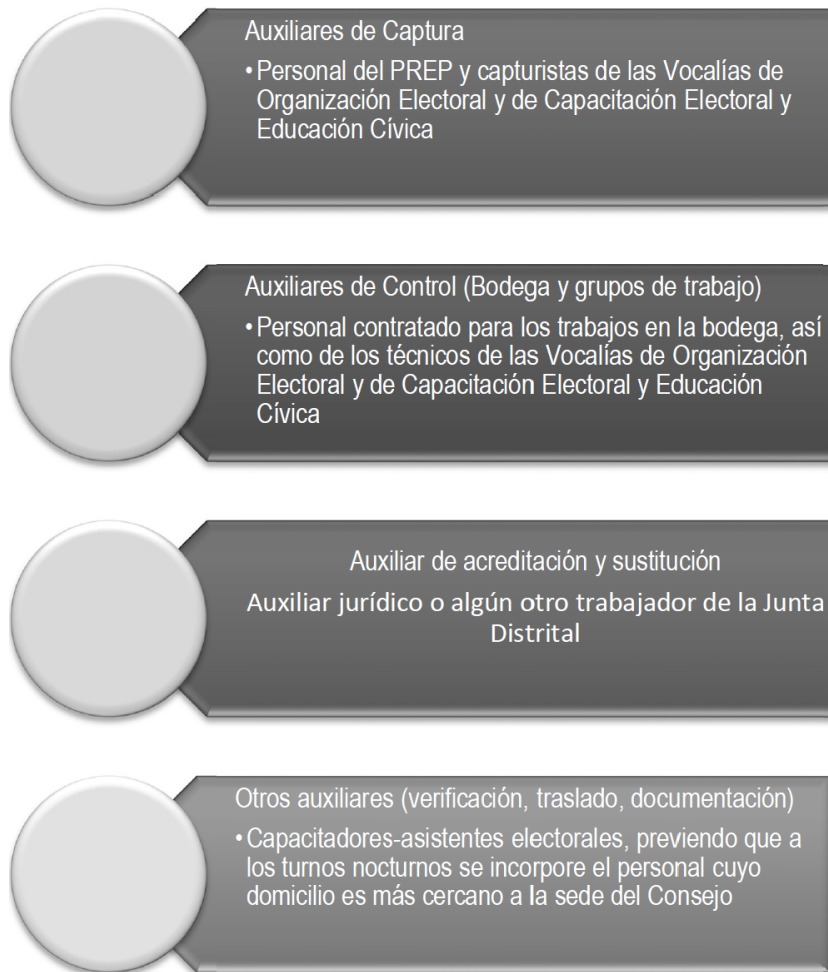 Auxiliares de Captura
• Personal del PREP y capturistas de las Vocalías de
Organización Electoral y de Capacitación Electoral y
Educación Cívica
Auxiliares de Control (Bodega y grupos de trabajo)
• Personal contratado para los trabajos en la bodega, así
como de los técnicos de las Vocalías de Organización
Electoral y de Capacitación Electoral y Educación
Cívica
Auxiliar de acreditación y sustitución
Auxiliar jurídico o algún otro trabajador de la Junta
Distrital
Otros auxiliares (verificación, traslado, documentación)
• Capacitadores-asistentes electorales, previendo que a
los turnos nocturnos se incorpore el personal cuyo
domicilio es más cercano a la sede del Consejo